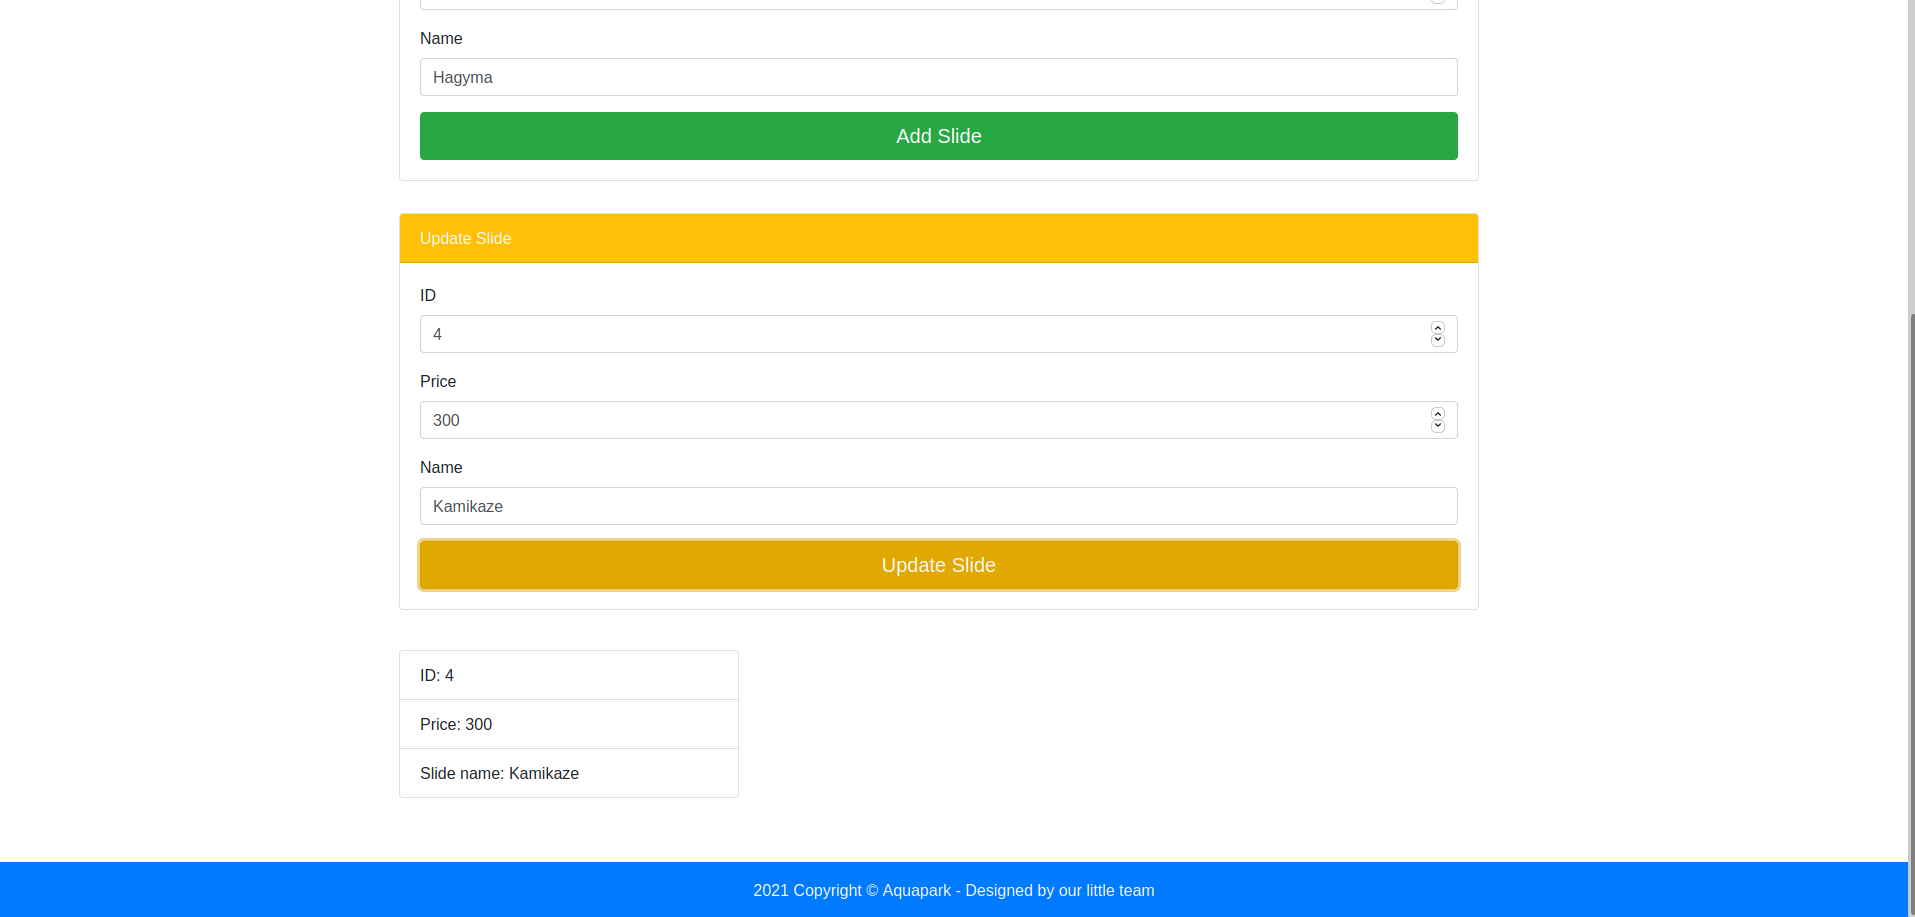 Name
Hagyma
Add Slide
Update Slide
ID
4
Price
300
Name
Kamikaze
Update Slide
ID: 4
Price: 300
Slide name: Kamikaze
2021 Copyright © Aquapark - Designed by our little team